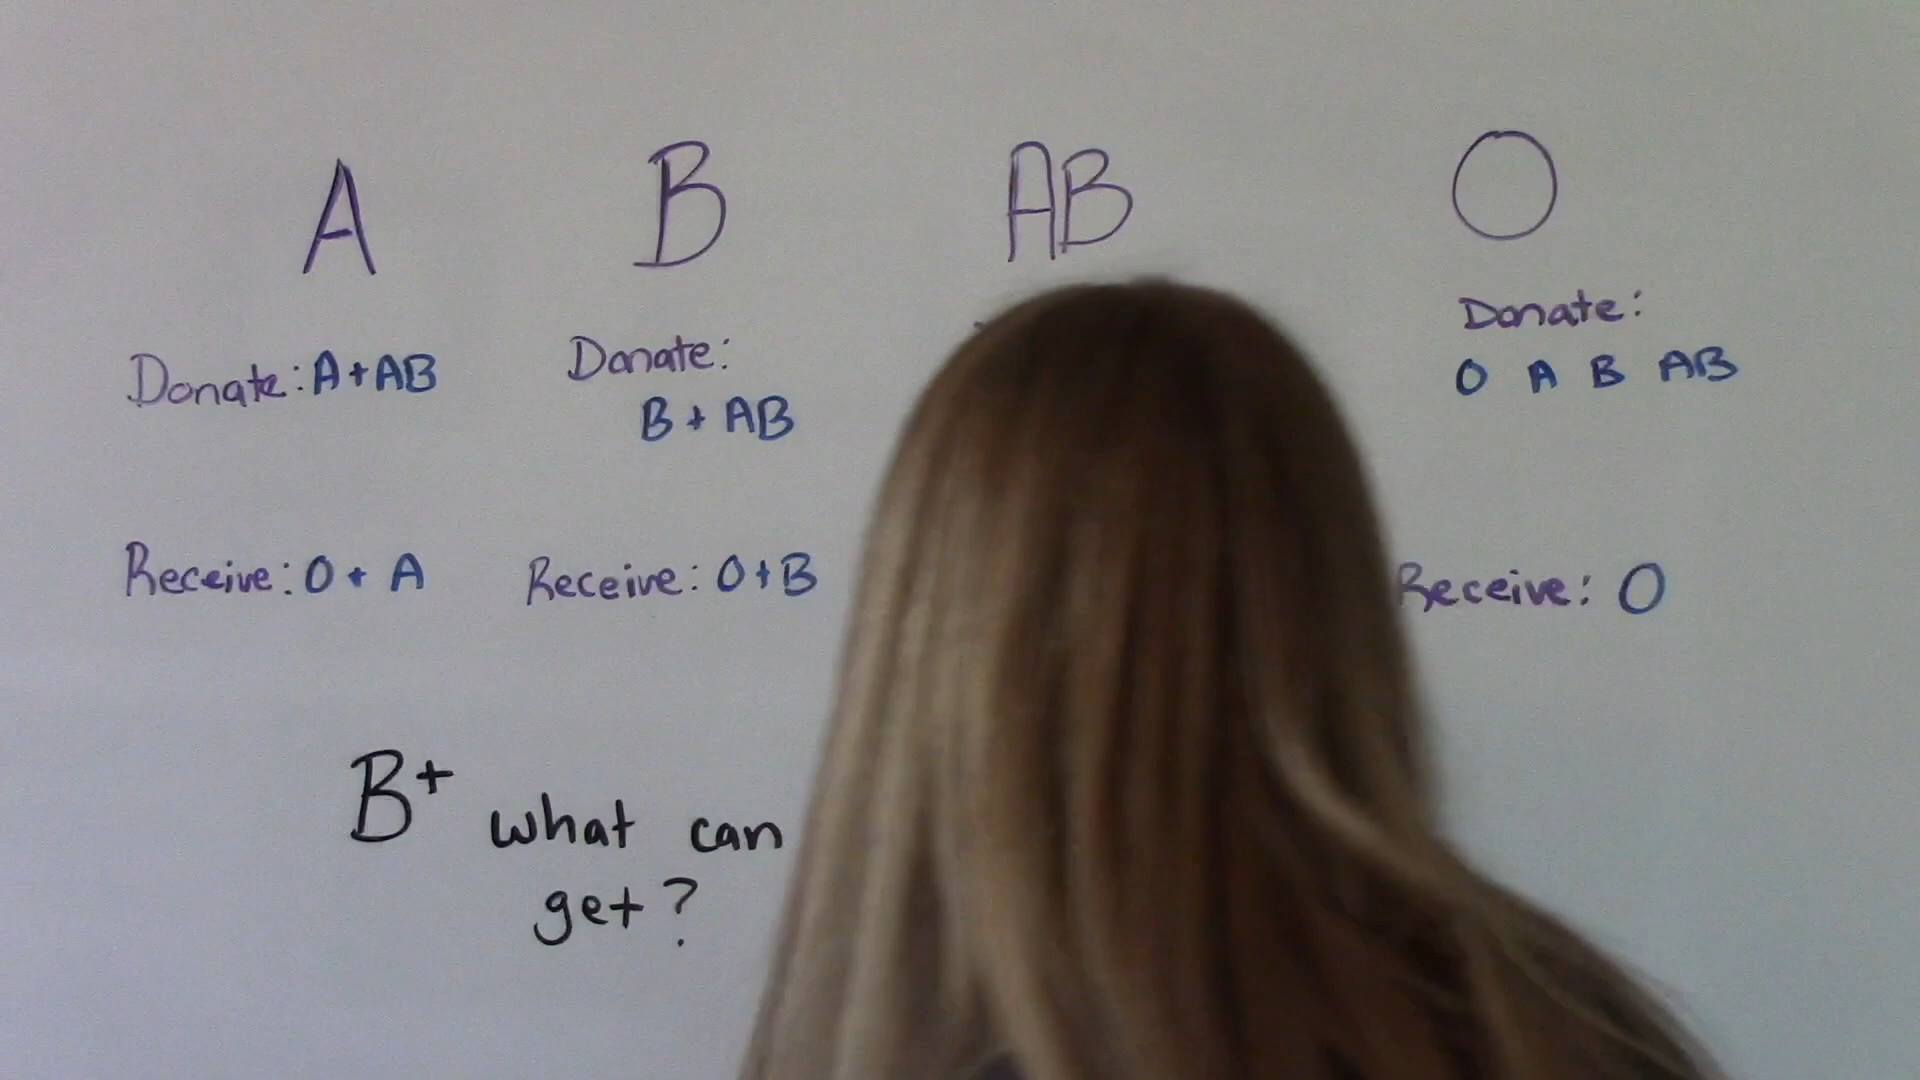 A
Donate: A + AB
Receive: O + A
B
Donate:
B + AB
Receive: O + B
AB
O
Donate:
O A B AB
Receive: O
B+ what can
get?